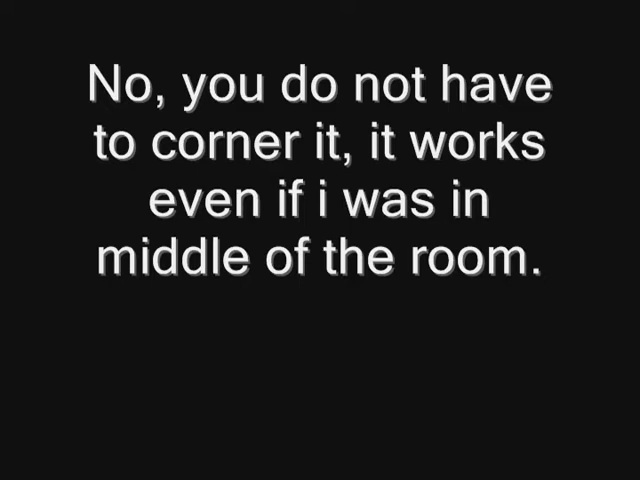 No, you do not have
to corner it, it works
even if i was in
middle of the room.